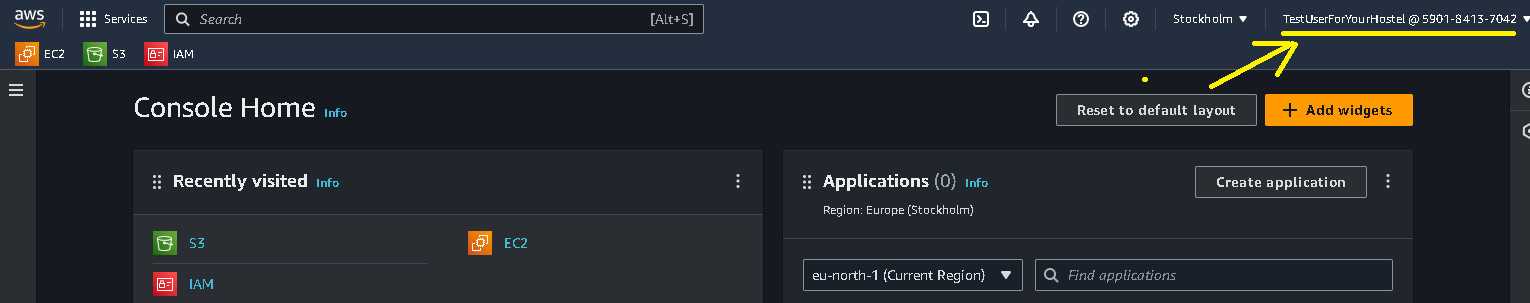 aws Services Search [Alt+S] Stockholm TestUserForYourHostel @ 5901-8413-7042
EC2 S3 IAM
Console Home Info
Reset to default layout
+ Add widgets
Recently visited Info
S3
EC2
IAM
Applications (0) Info
Create application
Region: Europe (Stockholm)
eu-north-1 (Current Region)
Find applications